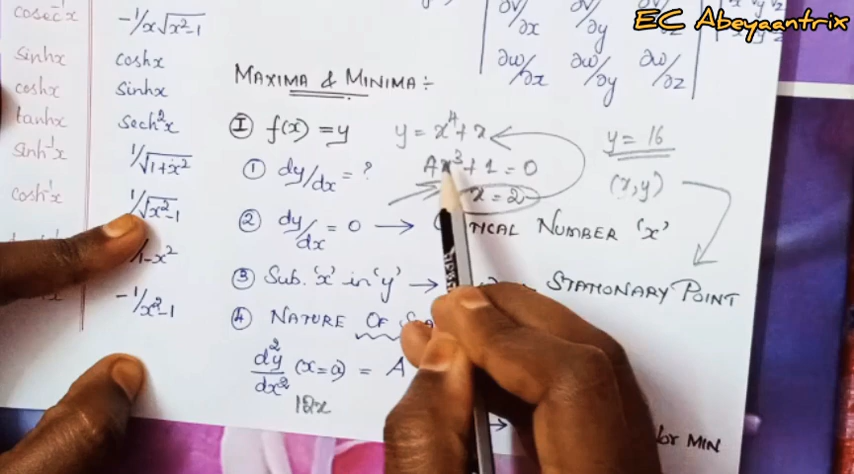 EC Abeyaantrix
cosec⁻¹x -1/x√x²-1
sinhx coshx
coshx sinhx
tanhx sech²x
sinh⁻¹x 1/√1+x²
cosh⁻¹x 1/√x²-1
1-x²
-1/x²-1
∂v/∂x ∂v/∂y
∂w/∂x ∂w/∂y ∂w/∂z
MAXIMA & MINIMA:-
I f(x) = y y = x⁴ + x y = 16
① dy/dx = ? 4x³ + 1 = 0 (x, y)
x = 2
② dy/dx = 0 → NUMBER 'x'
③ Sub. 'x' in 'y' → STATIONARY POINT
④ NATURE OF
d²y/dx² (x=a) = A
12x
for MIN